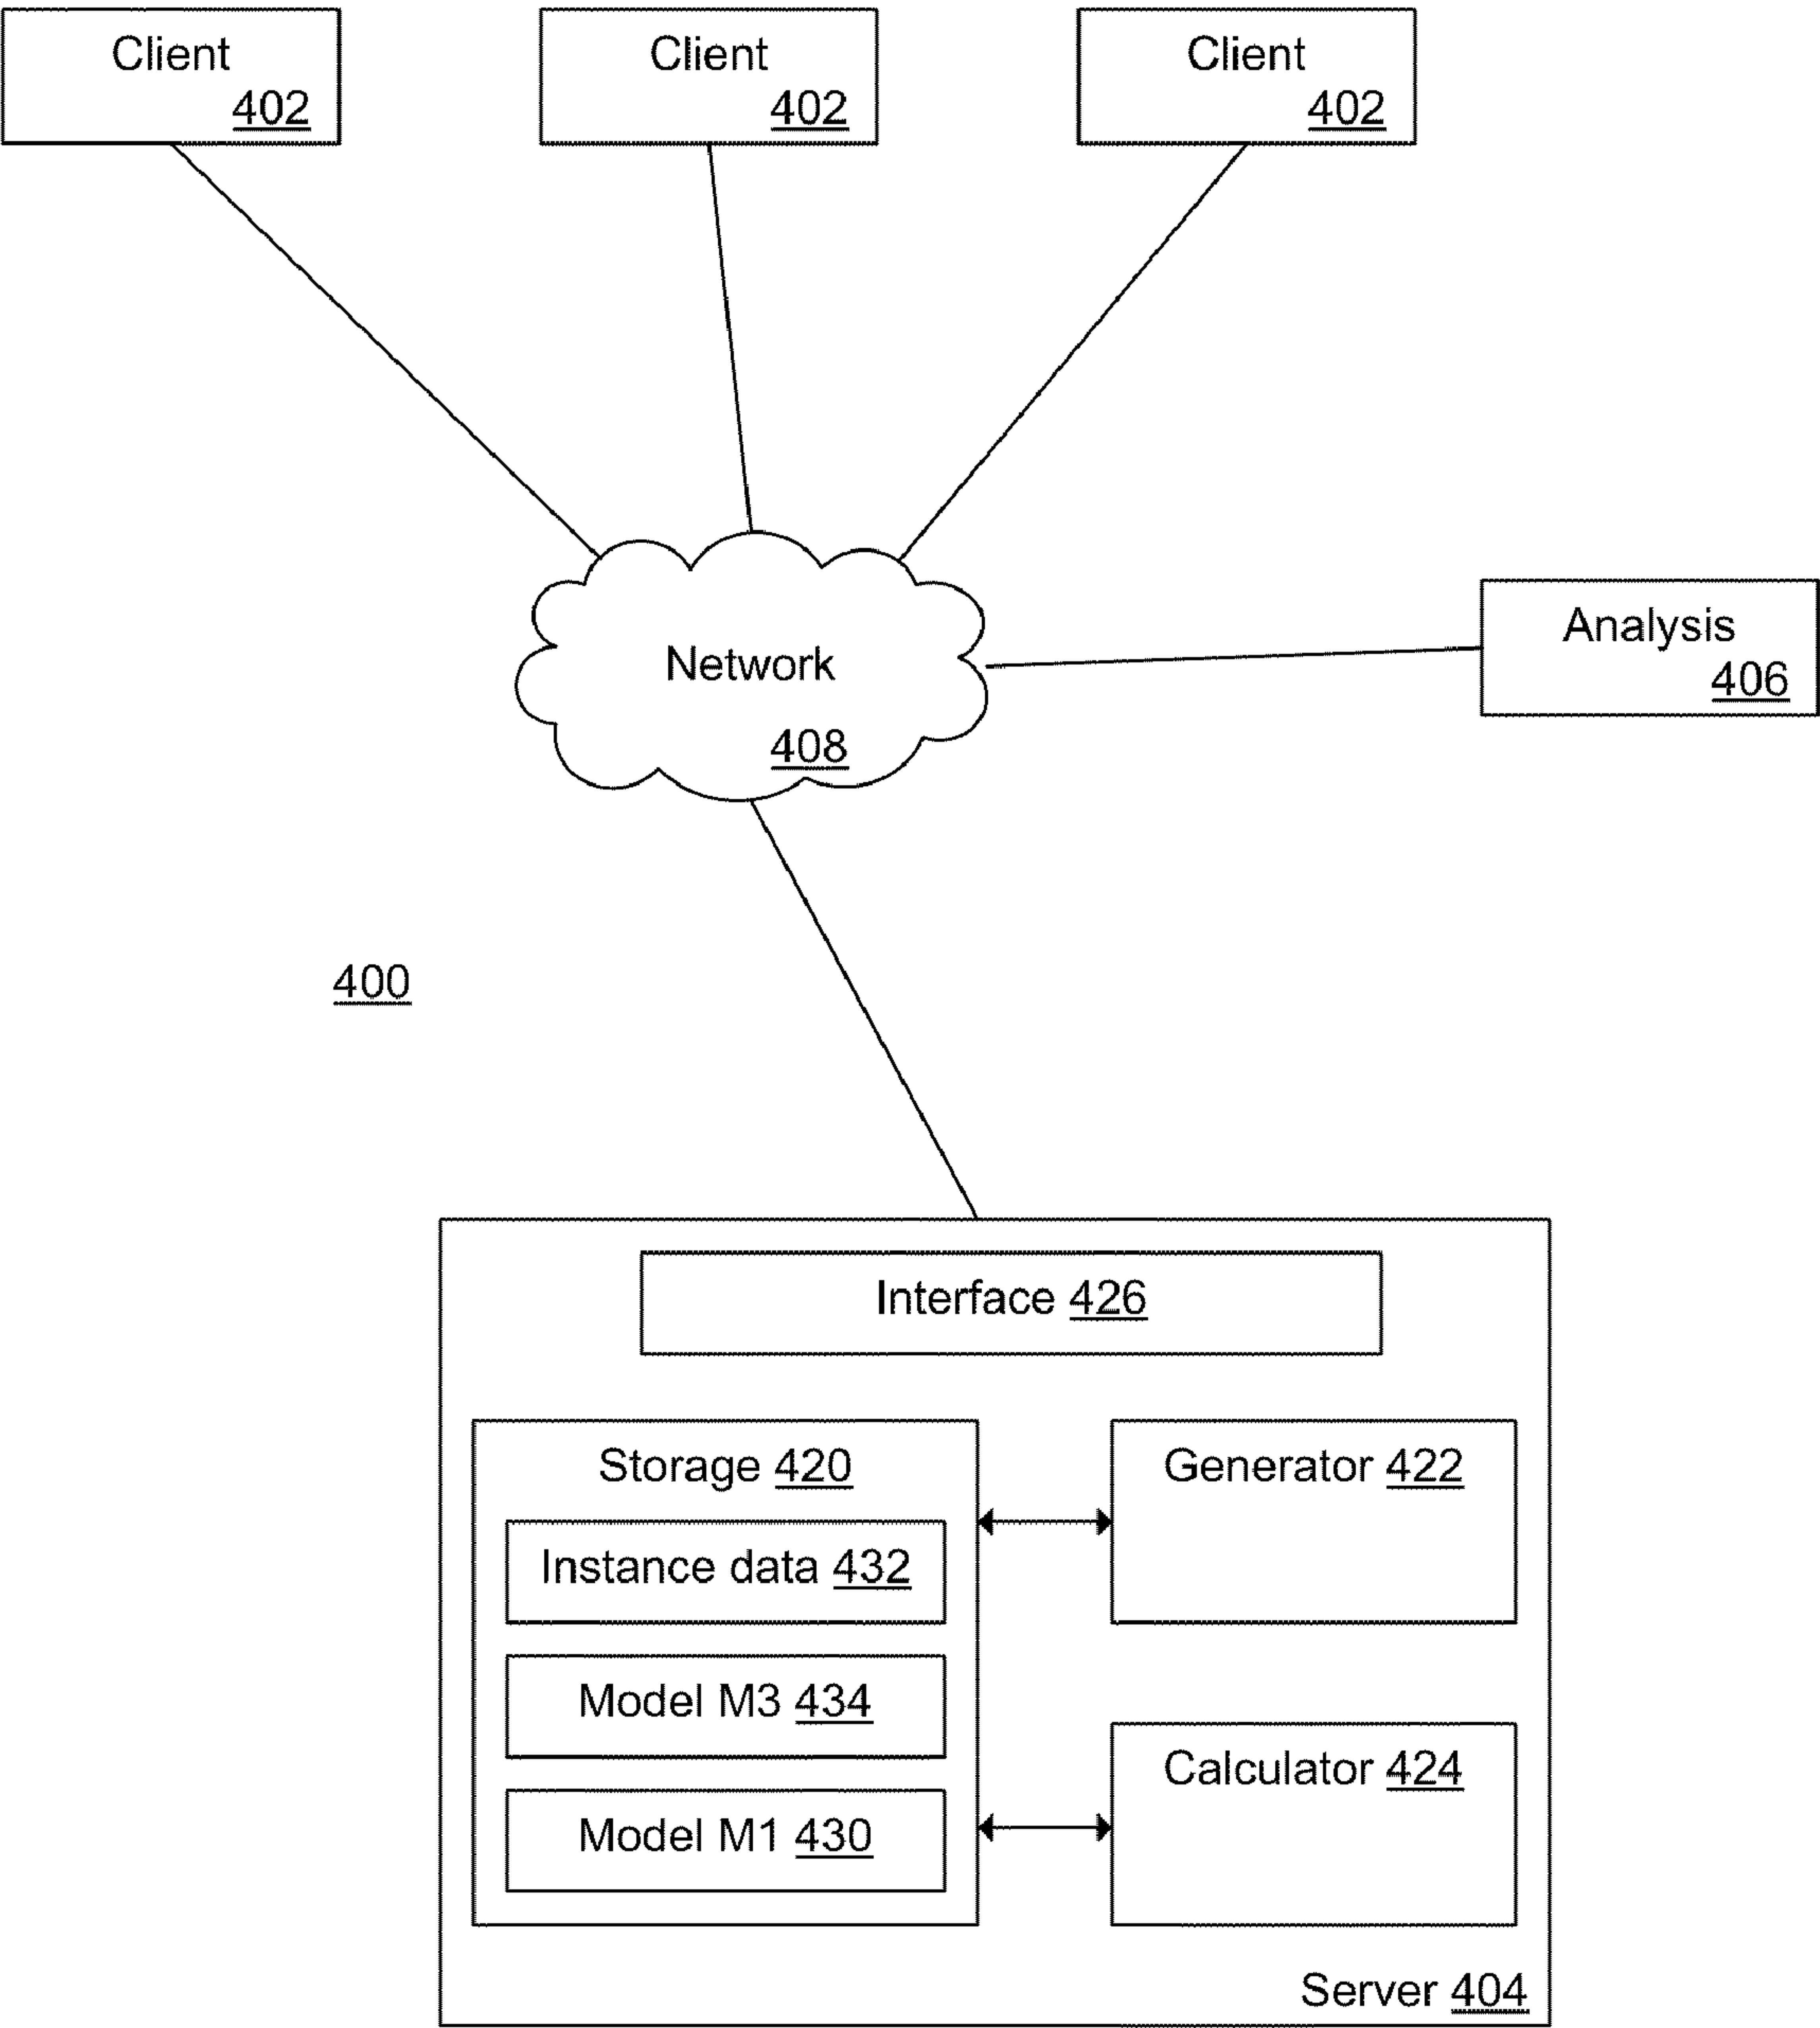 Client
402
Client
402
Client
402
Network
408
Analysis
406
400
Interface 426
Storage 420
Generator 422
Instance data 432
Model M3 434
Calculator 424
Model M1 430
Server 404